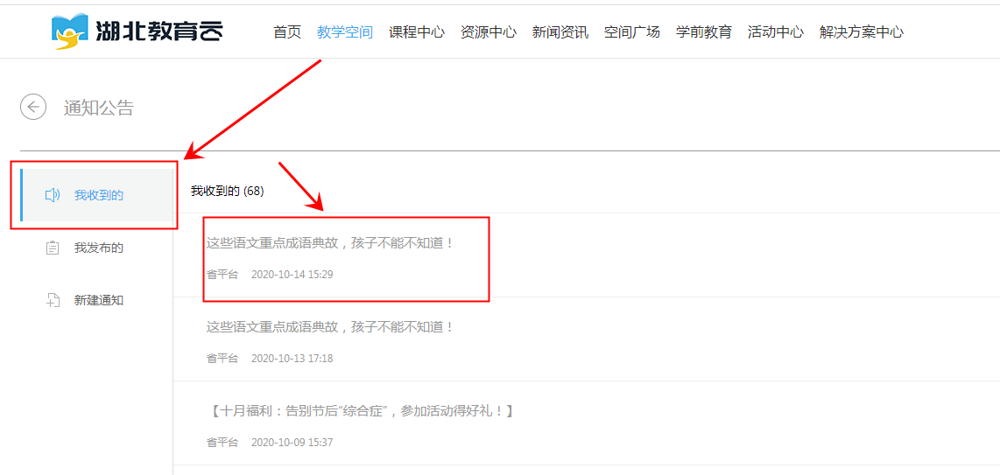 湖北教育云 首页 教学空间 课程中心 资源中心 新闻资讯 空间广场 学前教育 活动中心 解决方案中心
通知公告
我收到的
我发布的
新建通知
我收到的 (68)
这些语文重点成语典故，孩子不能不知道！
省平台 2020-10-14 15:29
这些语文重点成语典故，孩子不能不知道！
省平台 2020-10-13 17:18
【十月福利：告别节后“综合症”，参加活动得好礼！】
省平台 2020-10-09 15:37